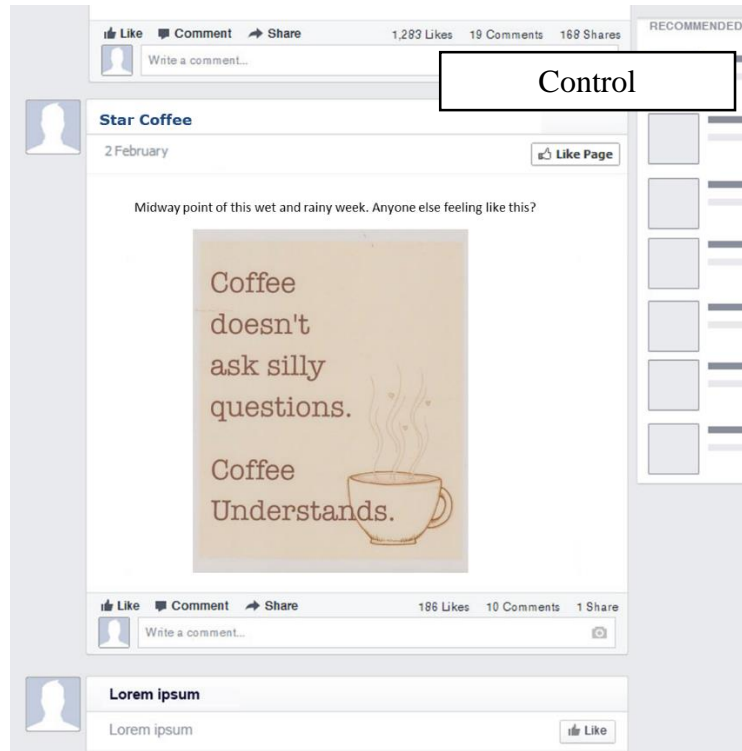 Like Comment Share 1,283 Likes 19 Comments 168 Shares
RECOMMENDED
Write a comment...
Control
Star Coffee
2 February
Like Page
Midway point of this wet and rainy week. Anyone else feeling like this?
Coffee
doesn't
ask silly
questions.
Coffee
Understands.
Like Comment Share 186 Likes 10 Comments 1 Share
Write a comment...
Lorem ipsum
Lorem ipsum
Like